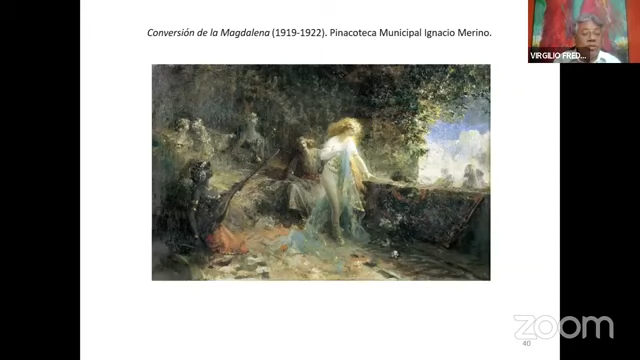 Conversión de la Magdalena (1919-1922). Pinacoteca Municipal Ignacio Merino.
VIRGILIO FRED...
zoom
40